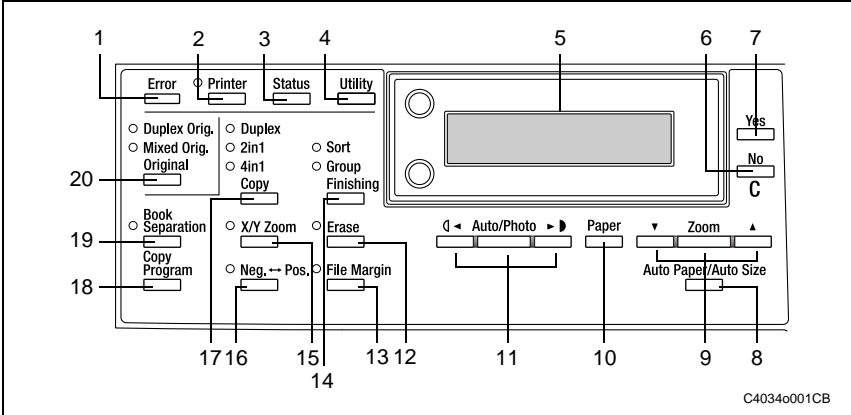 1 2 3 4 5 6 7
Error Printer Status Utility
Yes
Duplex Orig. Duplex
Mixed Orig. 2in1 Sort
Original 4in1 Group
Copy Finishing
No
C
20
Book
Separation X/Y Zoom Erase
◄ Auto/Photo ► Paper ▼ Zoom ▲
19
Copy
Program Neg. ↔ Pos. File Margin
Auto Paper/Auto Size
18
17 16 15 14 13 12 11 10 9 8
C4034o001CB